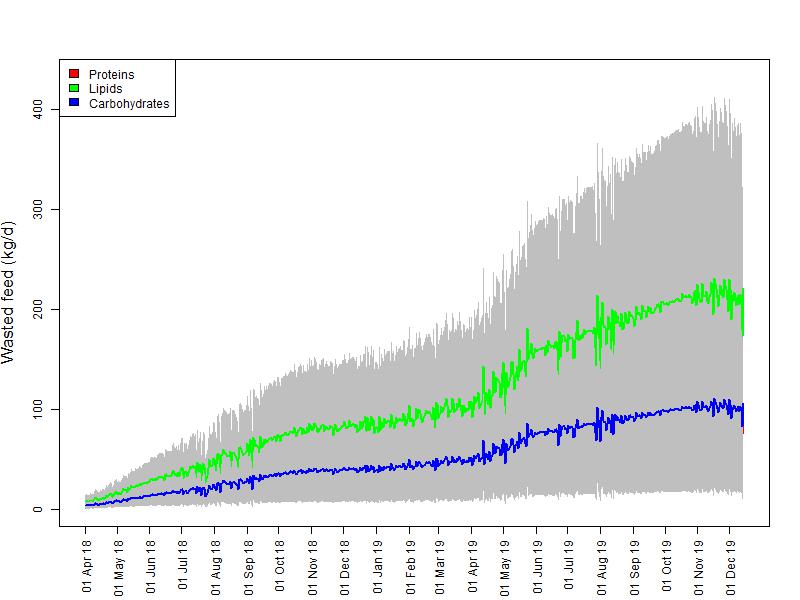 Proteins
Lipids
Carbohydrates
Wasted feed (kg/d)
400
300
200
100
0
01 Apr 18
01 May 18
01 Jun 18
01 Jul 18
01 Aug 18
01 Sep 18
01 Oct 18
01 Nov 18
01 Dec 18
01 Jan 19
01 Feb 19
01 Mar 19
01 Apr 19
01 May 19
01 Jun 19
01 Jul 19
01 Aug 19
01 Sep 19
01 Oct 19
01 Nov 19
01 Dec 19